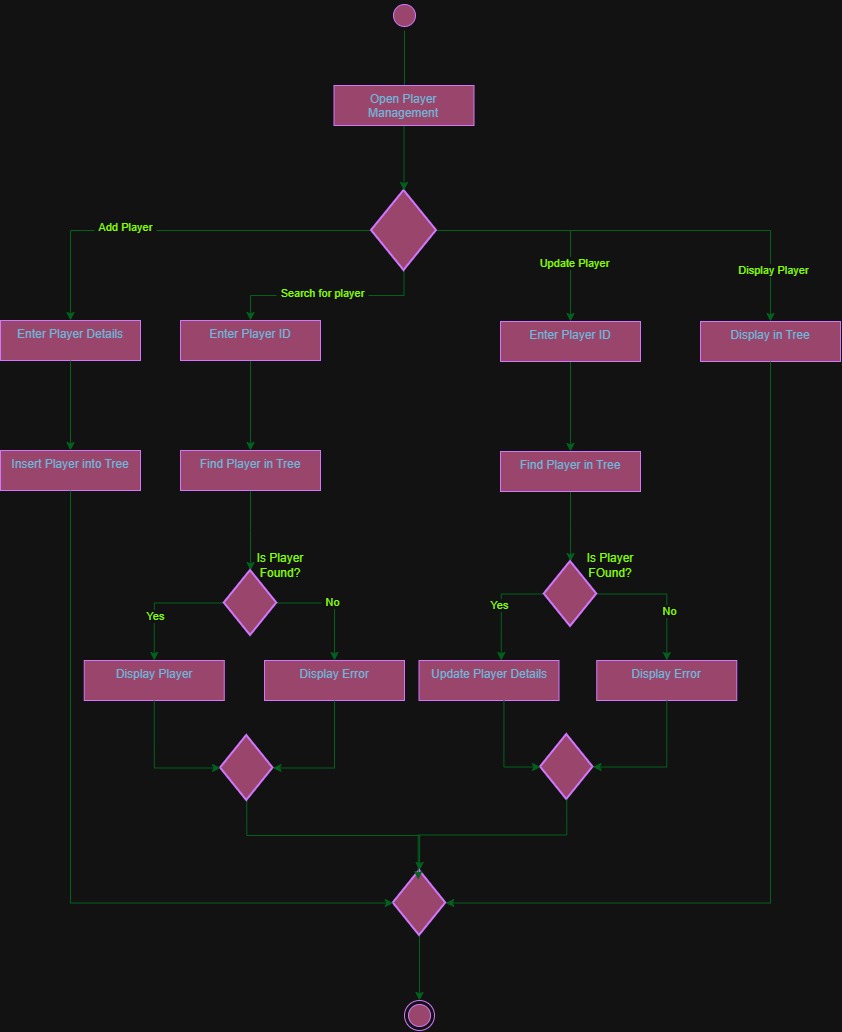 Open Player
Management
Add Player
Update Player
Display Player
Search for player
Enter Player Details
Enter Player ID
Enter Player ID
Display in Tree
Insert Player into Tree
Find Player in Tree
Find Player in Tree
Is Player
Found?
Is Player
FOund?
Yes
No
Yes
No
Display Player
Display Error
Update Player Details
Display Error